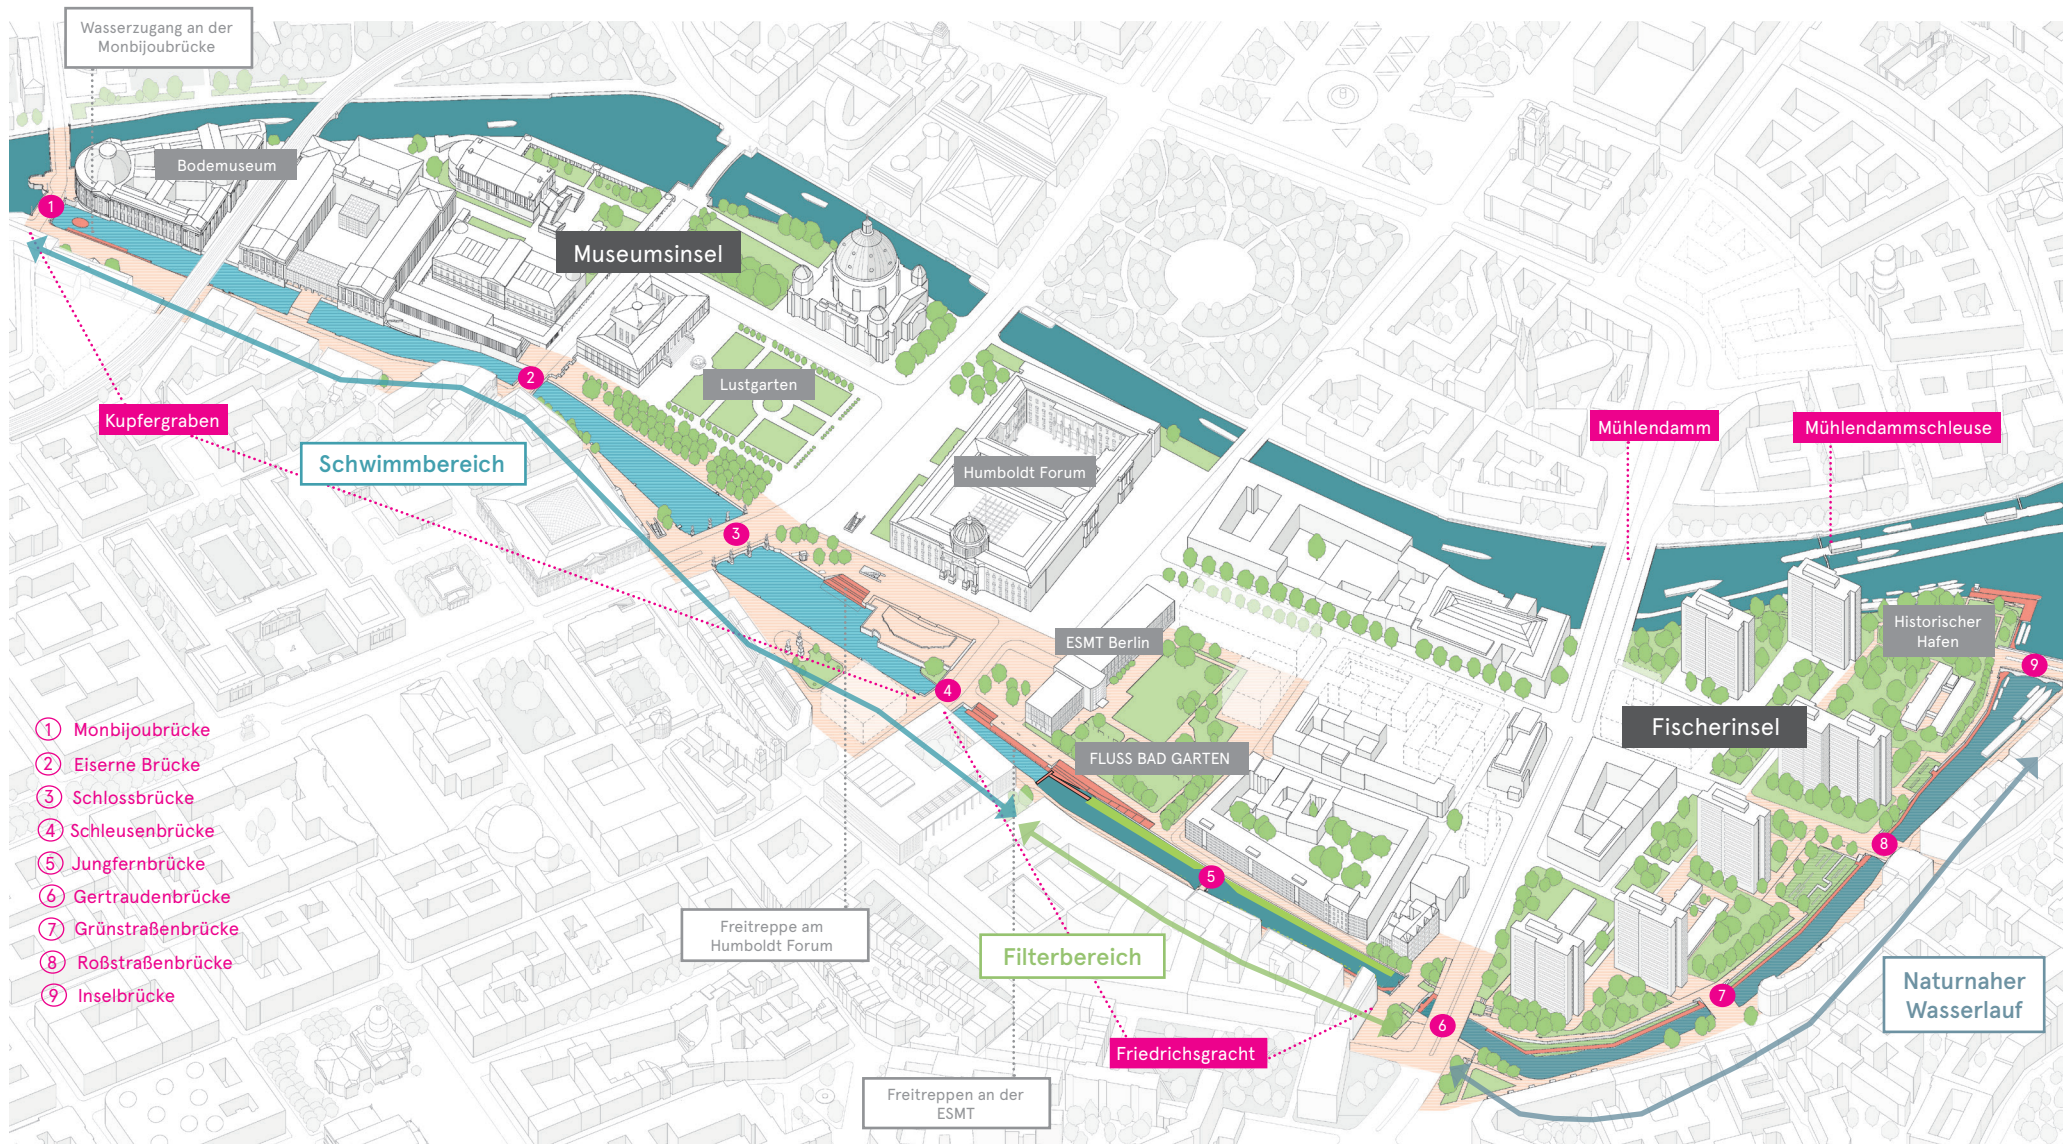 Wasserzugang an der
Monbijoubrücke
Bodemuseum
1
Museumsinsel
2
Lustgarten
Kupfergraben
Schwimmbereich
Humboldt Forum
3
Mühlendamm
Mühlendammschleuse
ESMT Berlin
Historischer
Hafen
9
4
Fischerinsel
FLUSS BAD GARTEN
1 Monbijoubrücke
2 Eiserne Brücke
3 Schlossbrücke
4 Schleusenbrücke
5 Jungfernbrücke
6 Gertraudenbrücke
7 Grünstraßenbrücke
8 Roßstraßenbrücke
9 Inselbrücke
8
5
Freitreppe am
Humboldt Forum
Filterbereich
7
Naturnaher
Wasserlauf
6
Friedrichsgracht
Freitreppen an der
ESMT